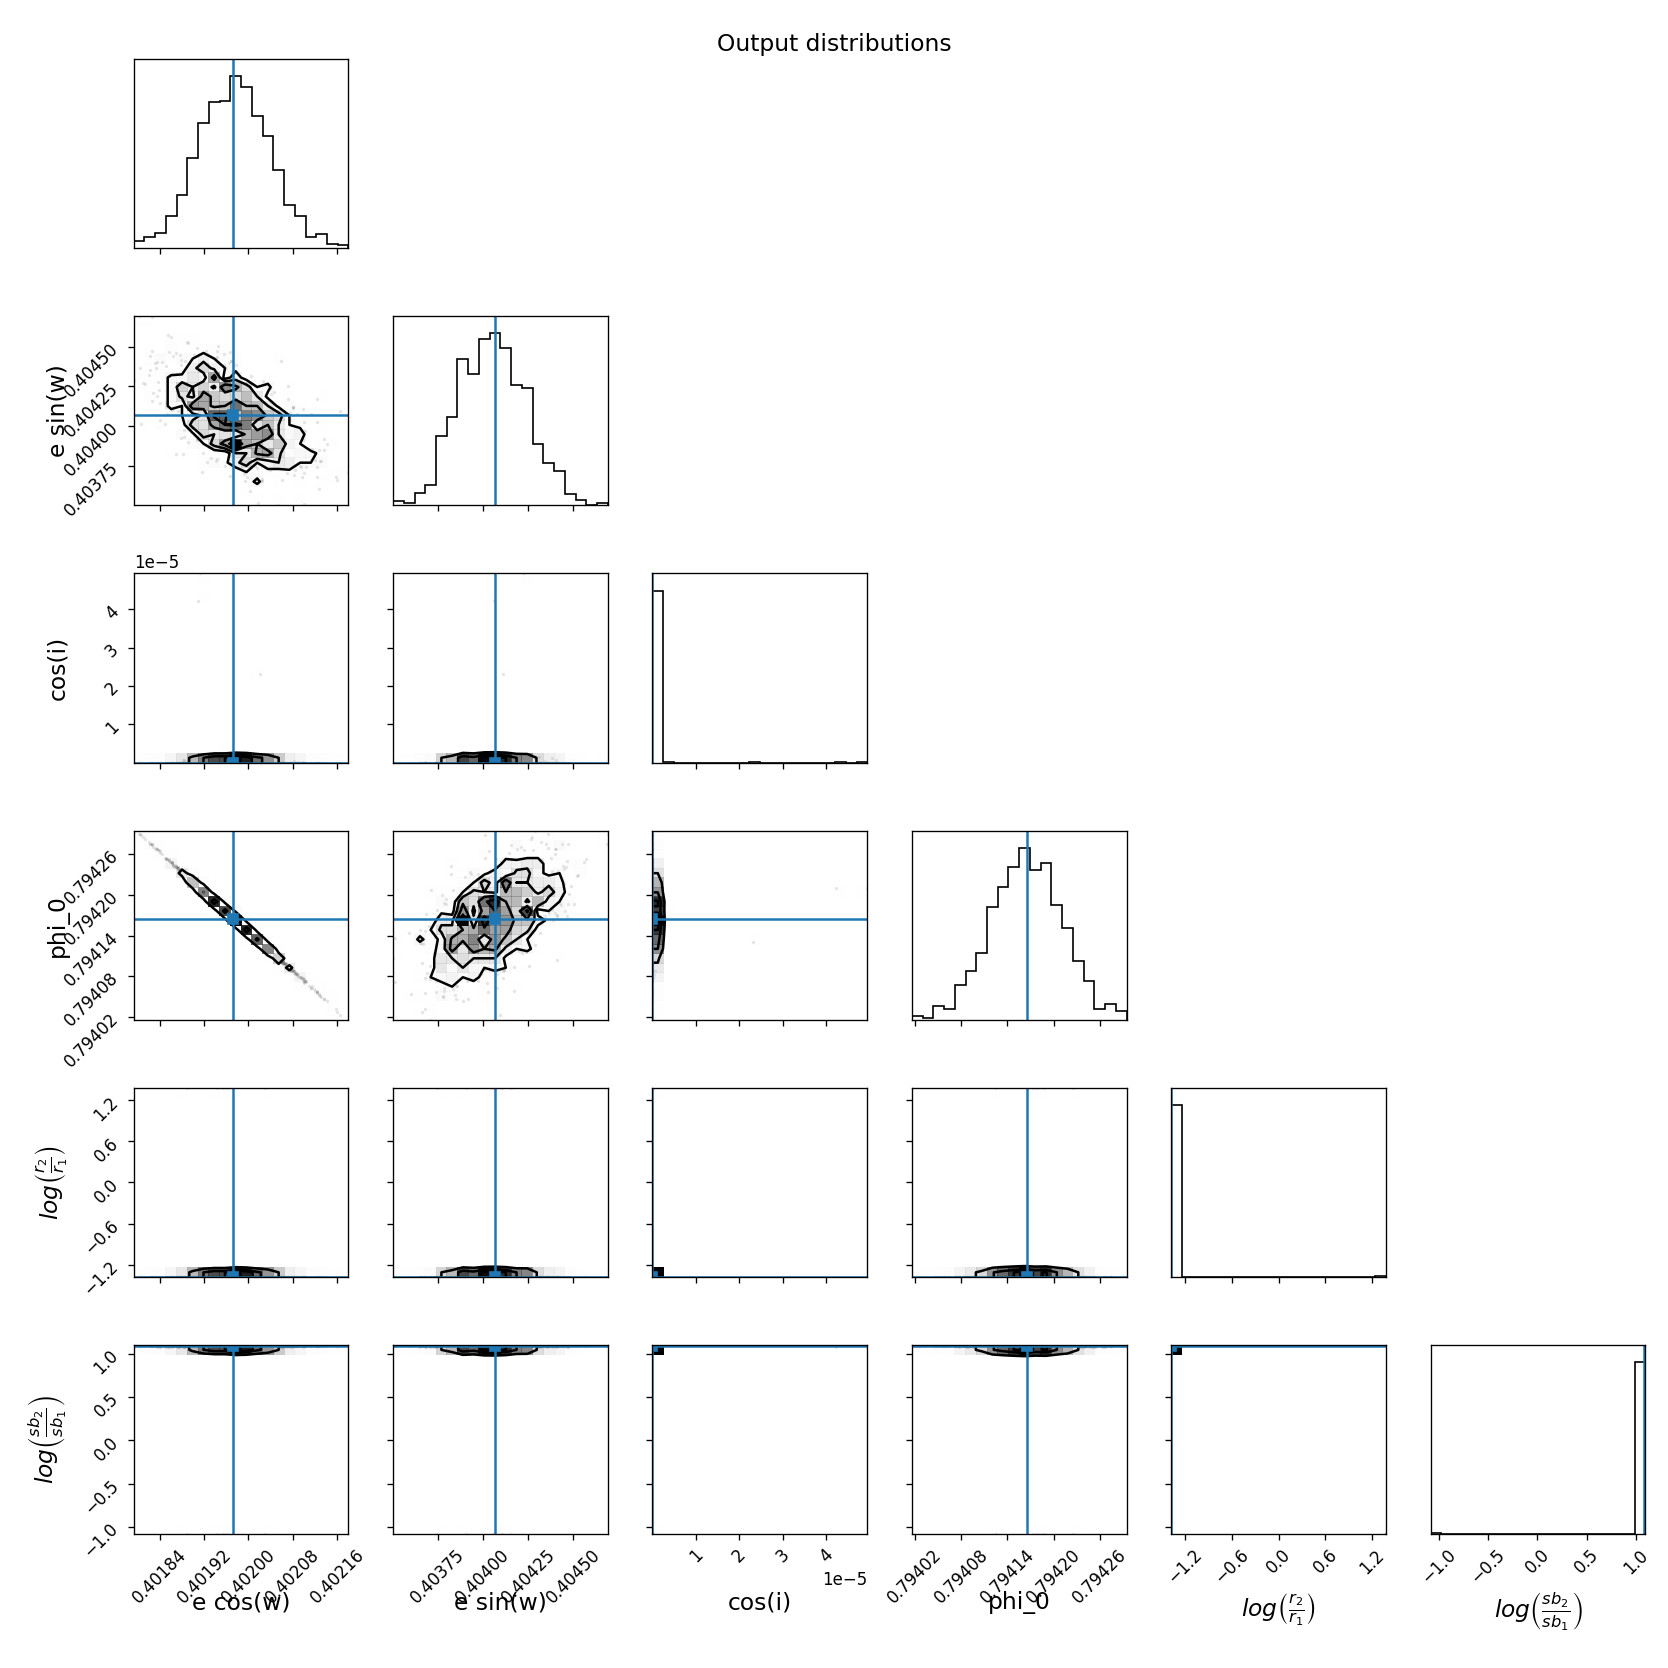 Output distributions
e sin(w)
0.40450
0.40425
0.40400
0.40375
1e−5
cos(i)
4
3
2
1
phi_0
0.79426
0.79420
0.79414
0.79408
0.79402
log(r₂/r₁)
1.2
0.6
0.0
−0.6
−1.2
log(sb₂/sb₁)
1.0
0.5
0.0
−0.5
−1.0
0.40184 0.40192 0.40200 0.40208 0.40216
0.40375 0.40400 0.40425 0.40450
1 2 3 4
1e−5
0.79402 0.79408 0.79414 0.79420 0.79426
−1.2 −0.6 0.0 0.6 1.2
−1.0 −0.5 0.0 0.5 1.0
e cos(w) e sin(w) cos(i) phi_0 log(r₂/r₁) log(sb₂/sb₁)